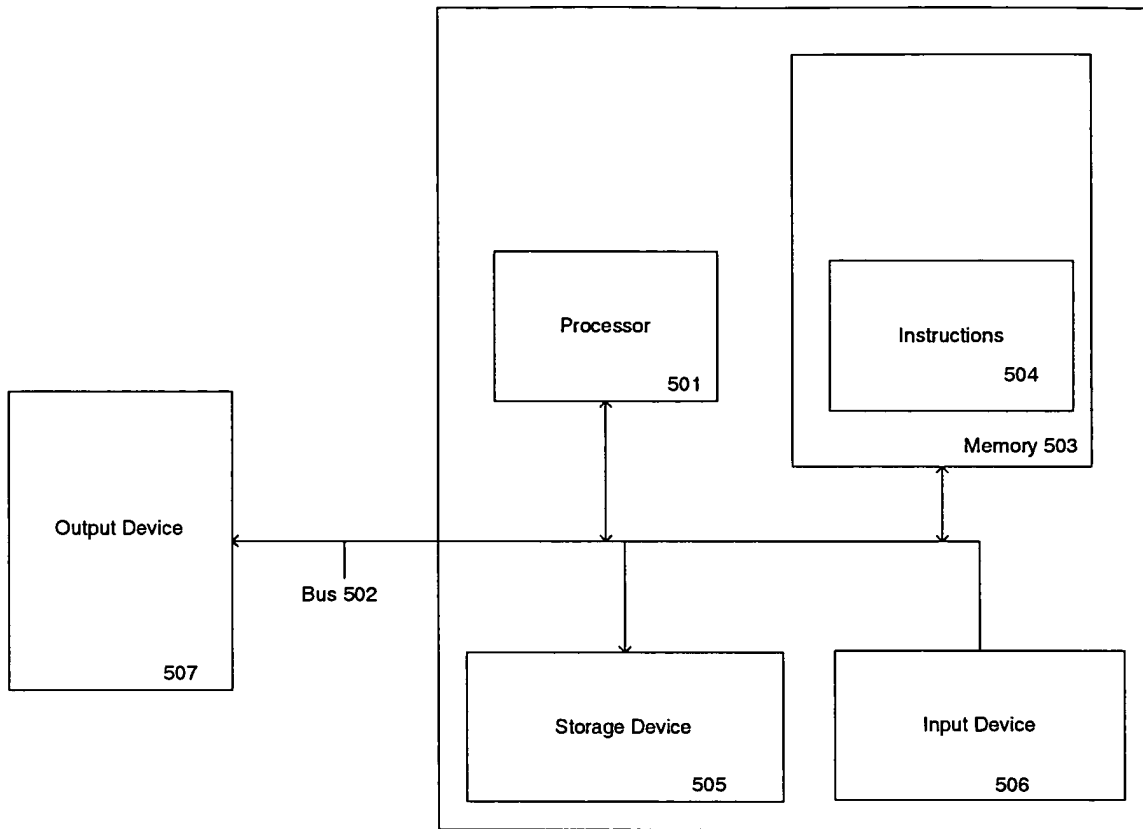 Processor
501
Instructions
504
Memory 503
Output Device
507
Bus 502
Storage Device
505
Input Device
506